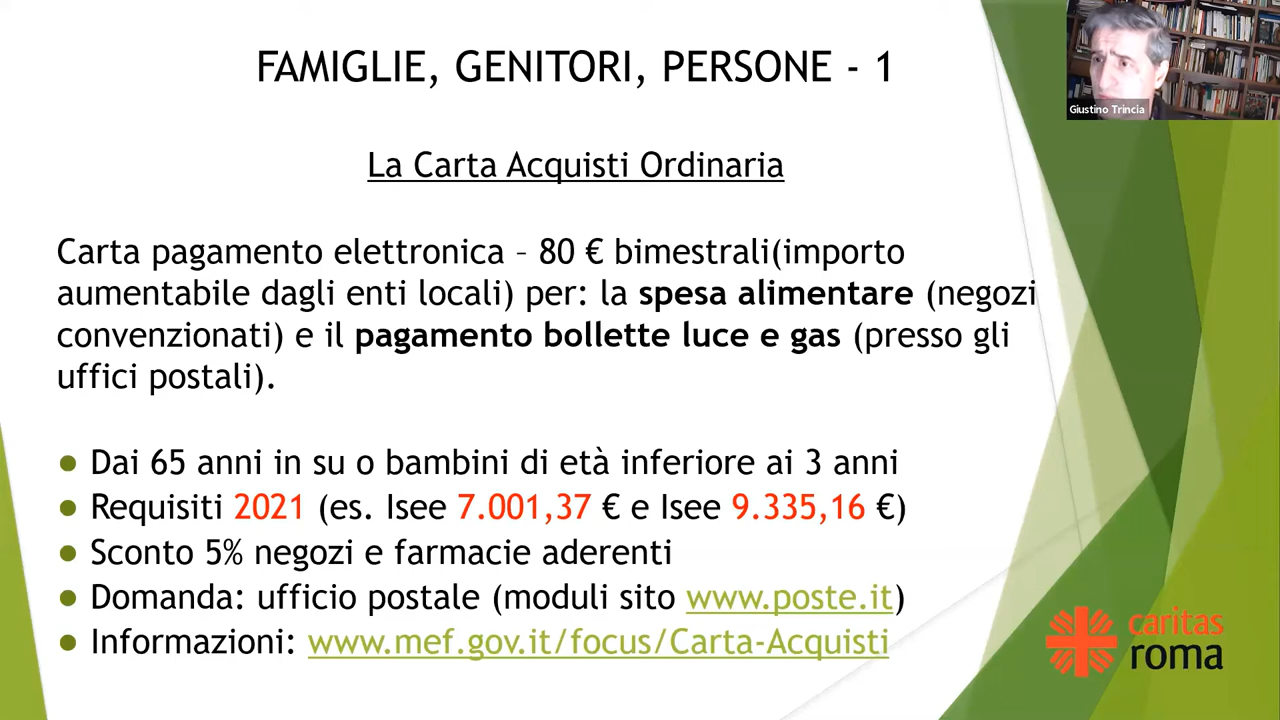 FAMIGLIE, GENITORI, PERSONE - 1
Giustino Trincia
La Carta Acquisti Ordinaria
Carta pagamento elettronica – 80 € bimestrali(importo
aumentabile dagli enti locali) per: la spesa alimentare (negozi
convenzionati) e il pagamento bollette luce e gas (presso gli
uffici postali).
● Dai 65 anni in su o bambini di età inferiore ai 3 anni
● Requisiti 2021 (es. Isee 7.001,37 € e Isee 9.335,16 €)
● Sconto 5% negozi e farmacie aderenti
● Domanda: ufficio postale (moduli sito www.poste.it)
● Informazioni: www.mef.gov.it/focus/Carta-Acquisti
caritas
roma